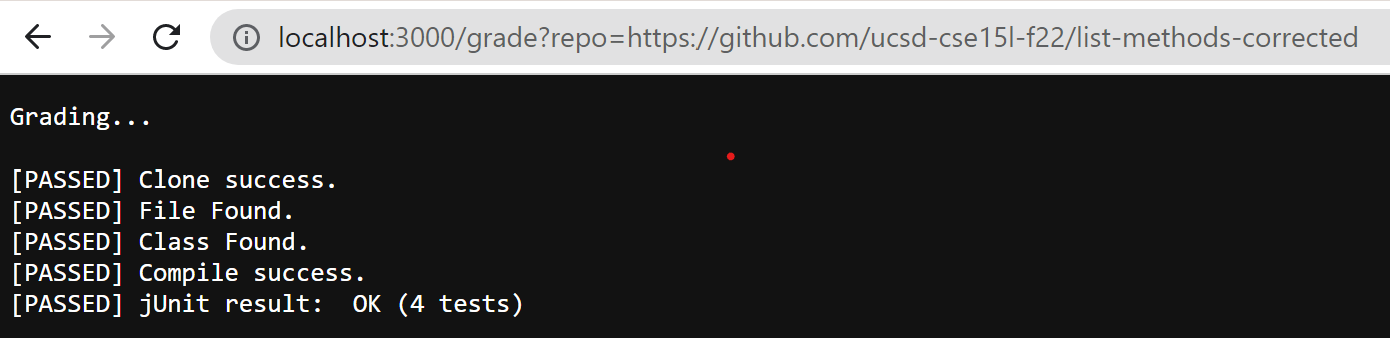 localhost:3000/grade?repo=https://github.com/ucsd-cse15l-f22/list-methods-corrected
Grading...
[PASSED] Clone success.
[PASSED] File Found.
[PASSED] Class Found.
[PASSED] Compile success.
[PASSED] jUnit result:  OK (4 tests)